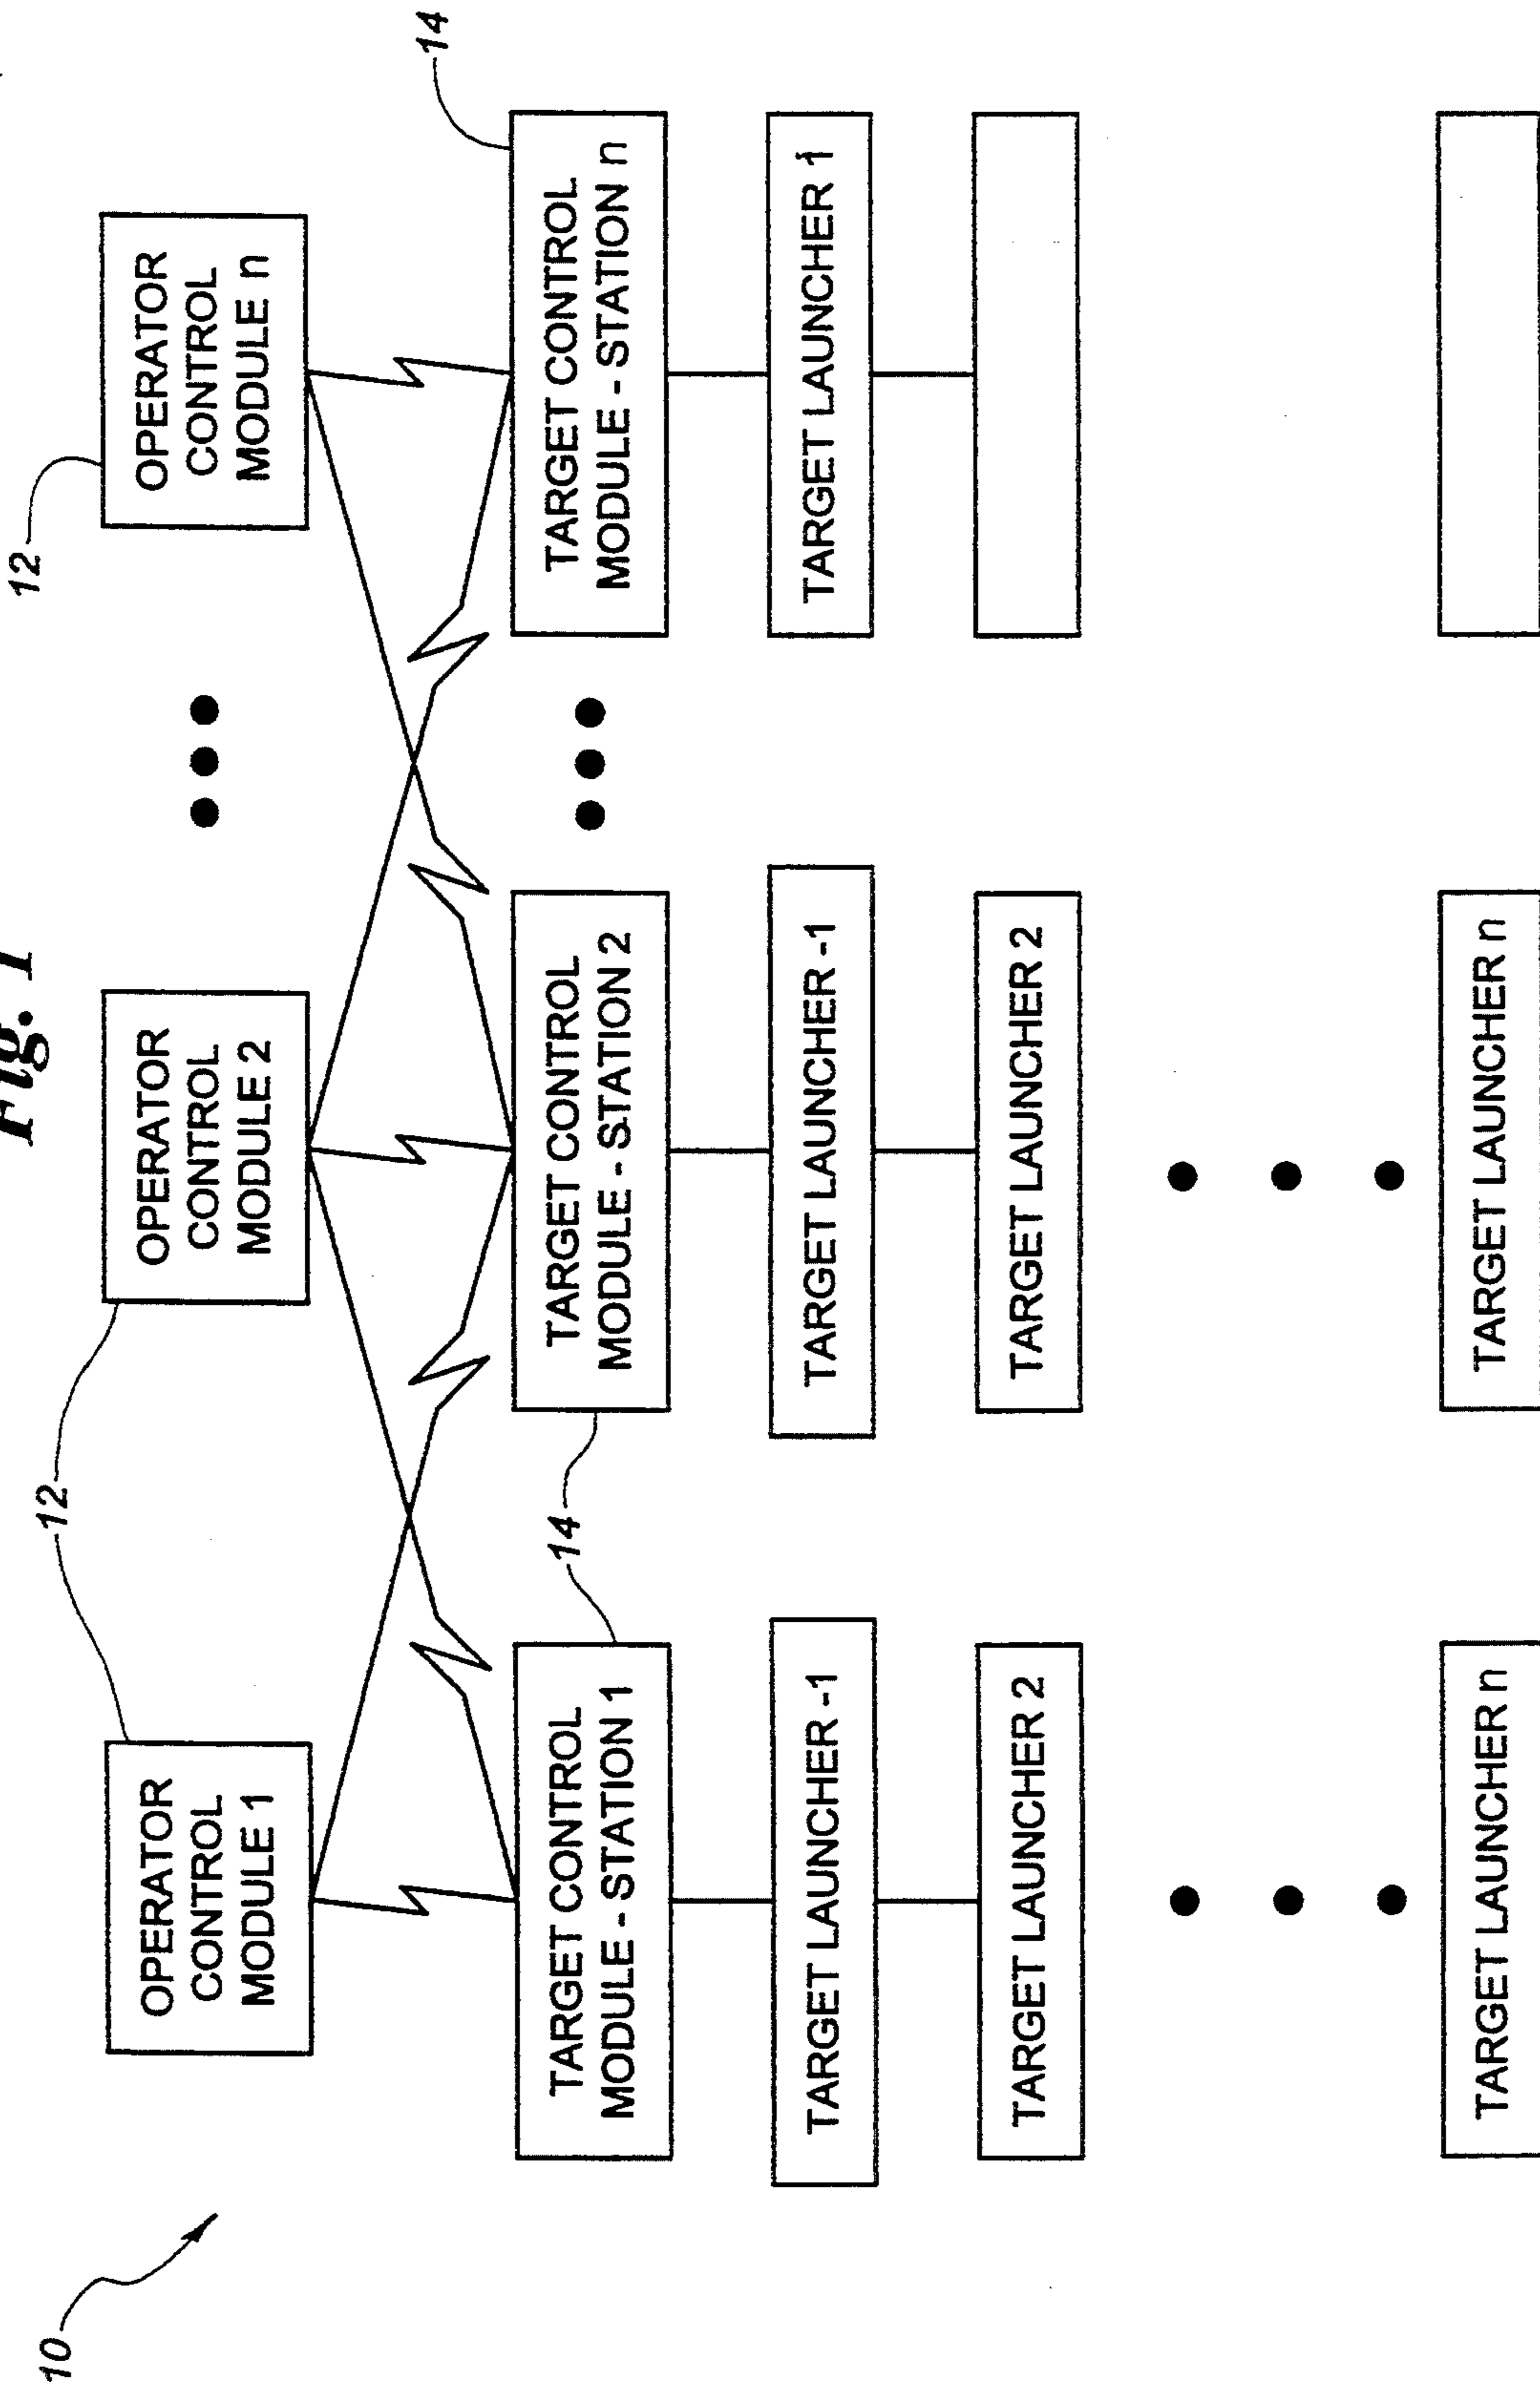 Fig. 1
10
12
12
OPERATOR
CONTROL
MODULE 1
OPERATOR
CONTROL
MODULE 2
OPERATOR
CONTROL
MODULE n
14
14
TARGET CONTROL
MODULE - STATION 1
TARGET CONTROL
MODULE - STATION 2
TARGET CONTROL
MODULE - STATION n
TARGET LAUNCHER -1
TARGET LAUNCHER -1
TARGET LAUNCHER 1
TARGET LAUNCHER 2
TARGET LAUNCHER 2
TARGET LAUNCHER n
TARGET LAUNCHER n